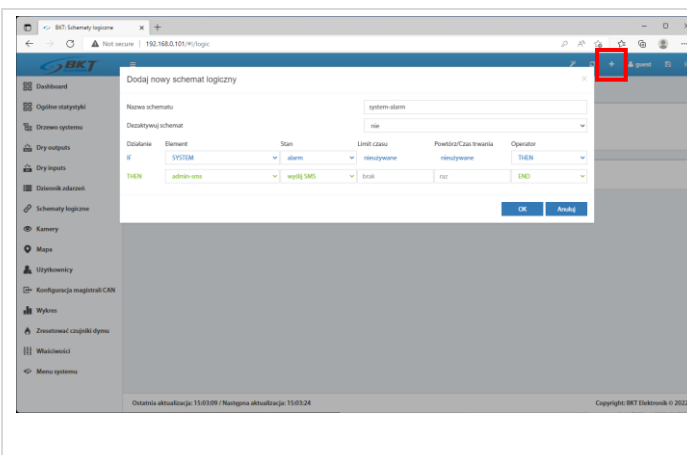 BKT: Schematy logiczne
Not secure 192.168.0.101/#!/logic
BKT
guest
Dodaj nowy schemat logiczny
Nazwa schematu system-alarm
Dezaktywuj schemat nie
Działanie Element Stan Limit czasu Powtórz/Czas trwania Operator
IF SYSTEM alarm nieużywane nieużywane THEN
THEN admin-sms wyślij SMS brak raz END
OK Anuluj
Dashboard
Ogólne statystyki
Drzewo systemu
Dry outputs
Dry inputs
Dziennik zdarzeń
Schematy logiczne
Kamery
Mapa
Użytkownicy
Konfiguracja magistrali CAN
Wykres
Zresetować czujniki dymu
Właściwości
Menu systemu
Ostatnia aktualizacja: 15:03:09 / Następna aktualizacja: 15:03:24
Copyright: BKT Elektronik © 2022